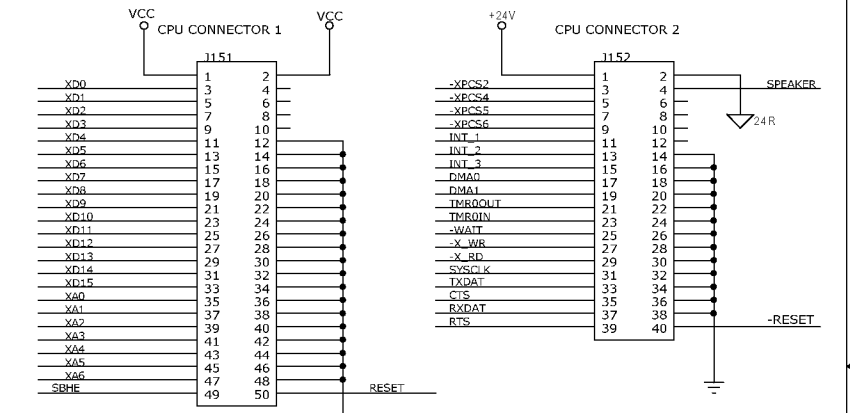 VCC VCC +24V
CPU CONNECTOR 1 CPU CONNECTOR 2
J151 J152
1 2 1 2
XD0 3 4 -XPCS2 3 4 SPEAKER
XD1 5 6 -XPCS4 5 6
XD2 7 8 -XPCS5 7 8 24R
XD3 9 10 -XPCS6 9 10
XD4 11 12 INT_1 11 12
XD5 13 14 INT_2 13 14
XD6 15 16 INT_3 15 16
XD7 17 18 DMA0 17 18
XD8 19 20 DMA1 19 20
XD9 21 22 TMR0OUT 21 22
XD10 23 24 TMR0IN 23 24
XD11 25 26 -WAIT 25 26
XD12 27 28 -X_WR 27 28
XD13 29 30 -X_RD 29 30
XD14 31 32 SYSCLK 31 32
XD15 33 34 TXDAT 33 34
XA0 35 36 CTS 35 36
XA1 37 38 RXDAT 37 38
XA2 39 40 RTS 39 40 -RESET
XA3 41 42
XA4 43 44
XA5 45 46
XA6 47 48
SBHE 49 50 RESET